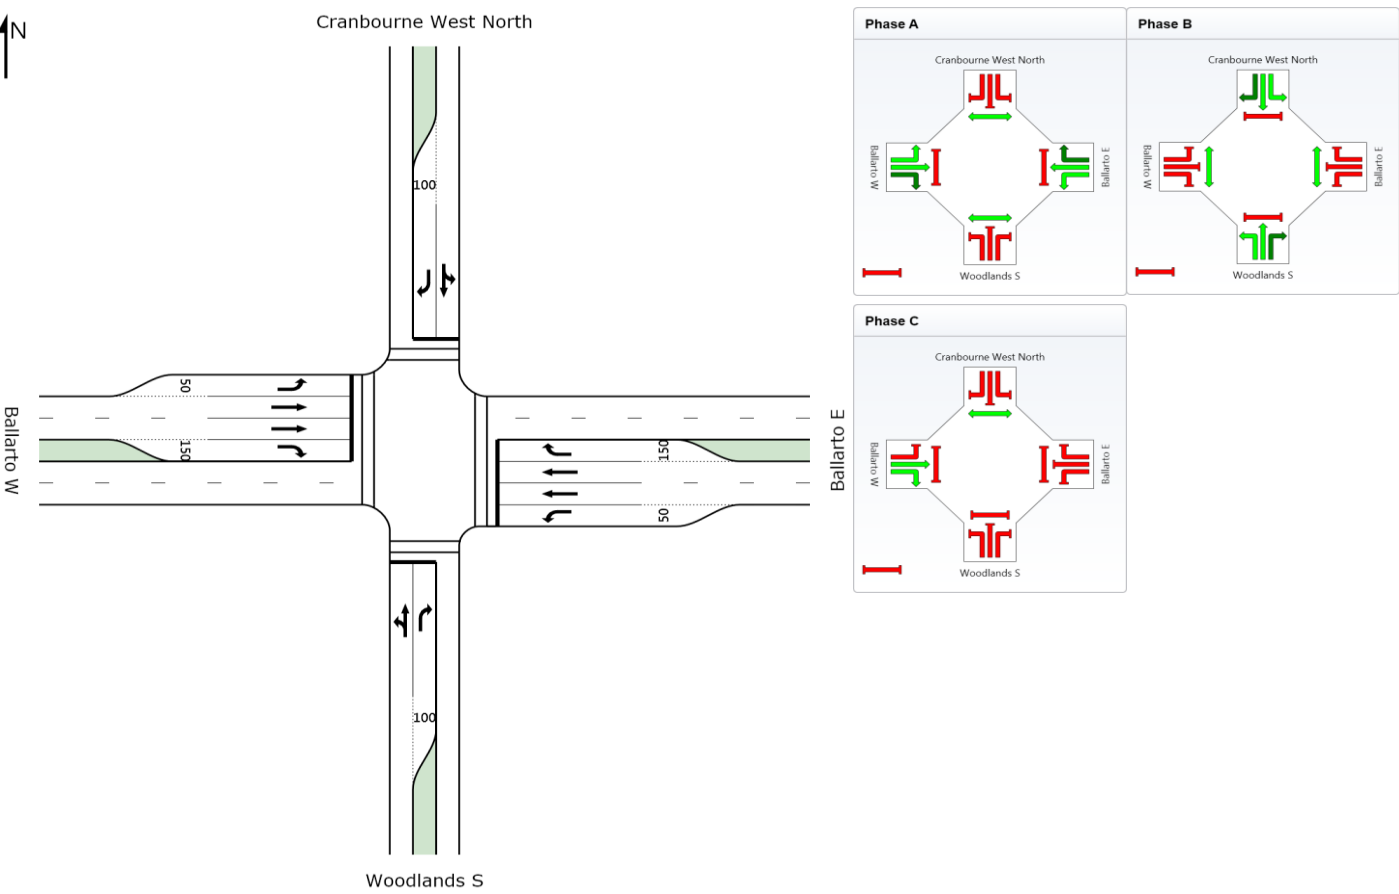 N
Cranbourne West North
100
50
150
Ballarto W
150
50
Ballarto E
100
Woodlands S
Phase A
Cranbourne West North
Ballarto W
Ballarto E
Woodlands S
Phase B
Cranbourne West North
Ballarto W
Ballarto E
Woodlands S
Phase C
Cranbourne West North
Ballarto W
Ballarto E
Woodlands S